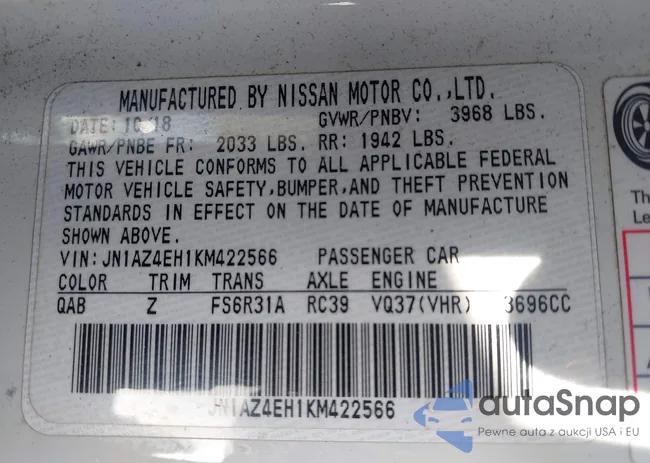 MANUFACTURED BY NISSAN MOTOR CO.,LTD.
DATE: 10/18 GVWR/PNBV: 3968 LBS.
GAWR/PNBE FR: 2033 LBS. RR: 1942 LBS.
THIS VEHICLE CONFORMS TO ALL APPLICABLE FEDERAL
MOTOR VEHICLE SAFETY,BUMPER,AND THEFT PREVENTION
STANDARDS IN EFFECT ON THE DATE OF MANUFACTURE
SHOWN ABOVE.
VIN: JN1AZ4EH1KM422566 PASSENGER CAR
COLOR TRIM TRANS AXLE ENGINE
QAB Z FS6R31A RC39 VQ37(VHR) 3696CC
JN1AZ4EH1KM422566
Th
Le
autoSnap
Pewne auta z aukcji USA i EU